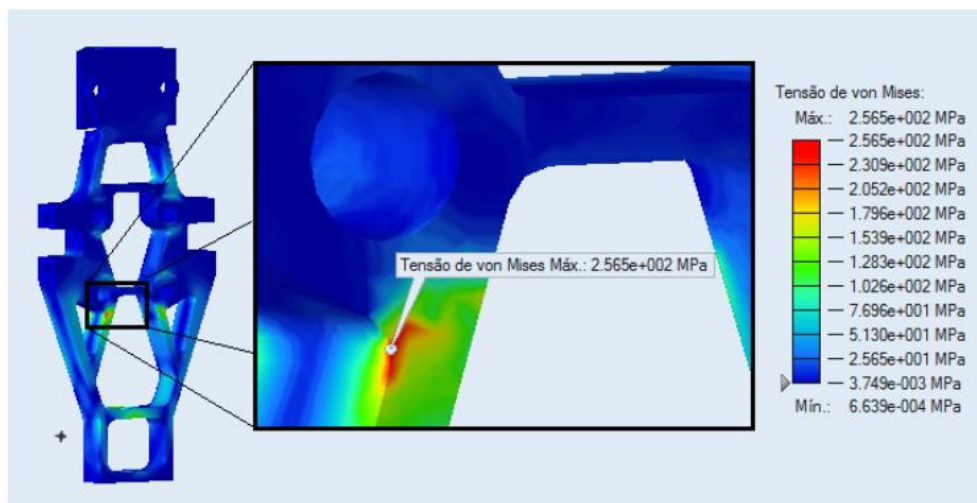 Tensão de von Mises:
Máx.: 2.565e+002 MPa
2.565e+002 MPa
2.309e+002 MPa
2.052e+002 MPa
1.796e+002 MPa
1.539e+002 MPa
1.283e+002 MPa
1.026e+002 MPa
7.696e+001 MPa
5.130e+001 MPa
2.565e+001 MPa
3.749e-003 MPa
Mín.: 6.639e-004 MPa
Tensão de von Mises Máx.: 2.565e+002 MPa